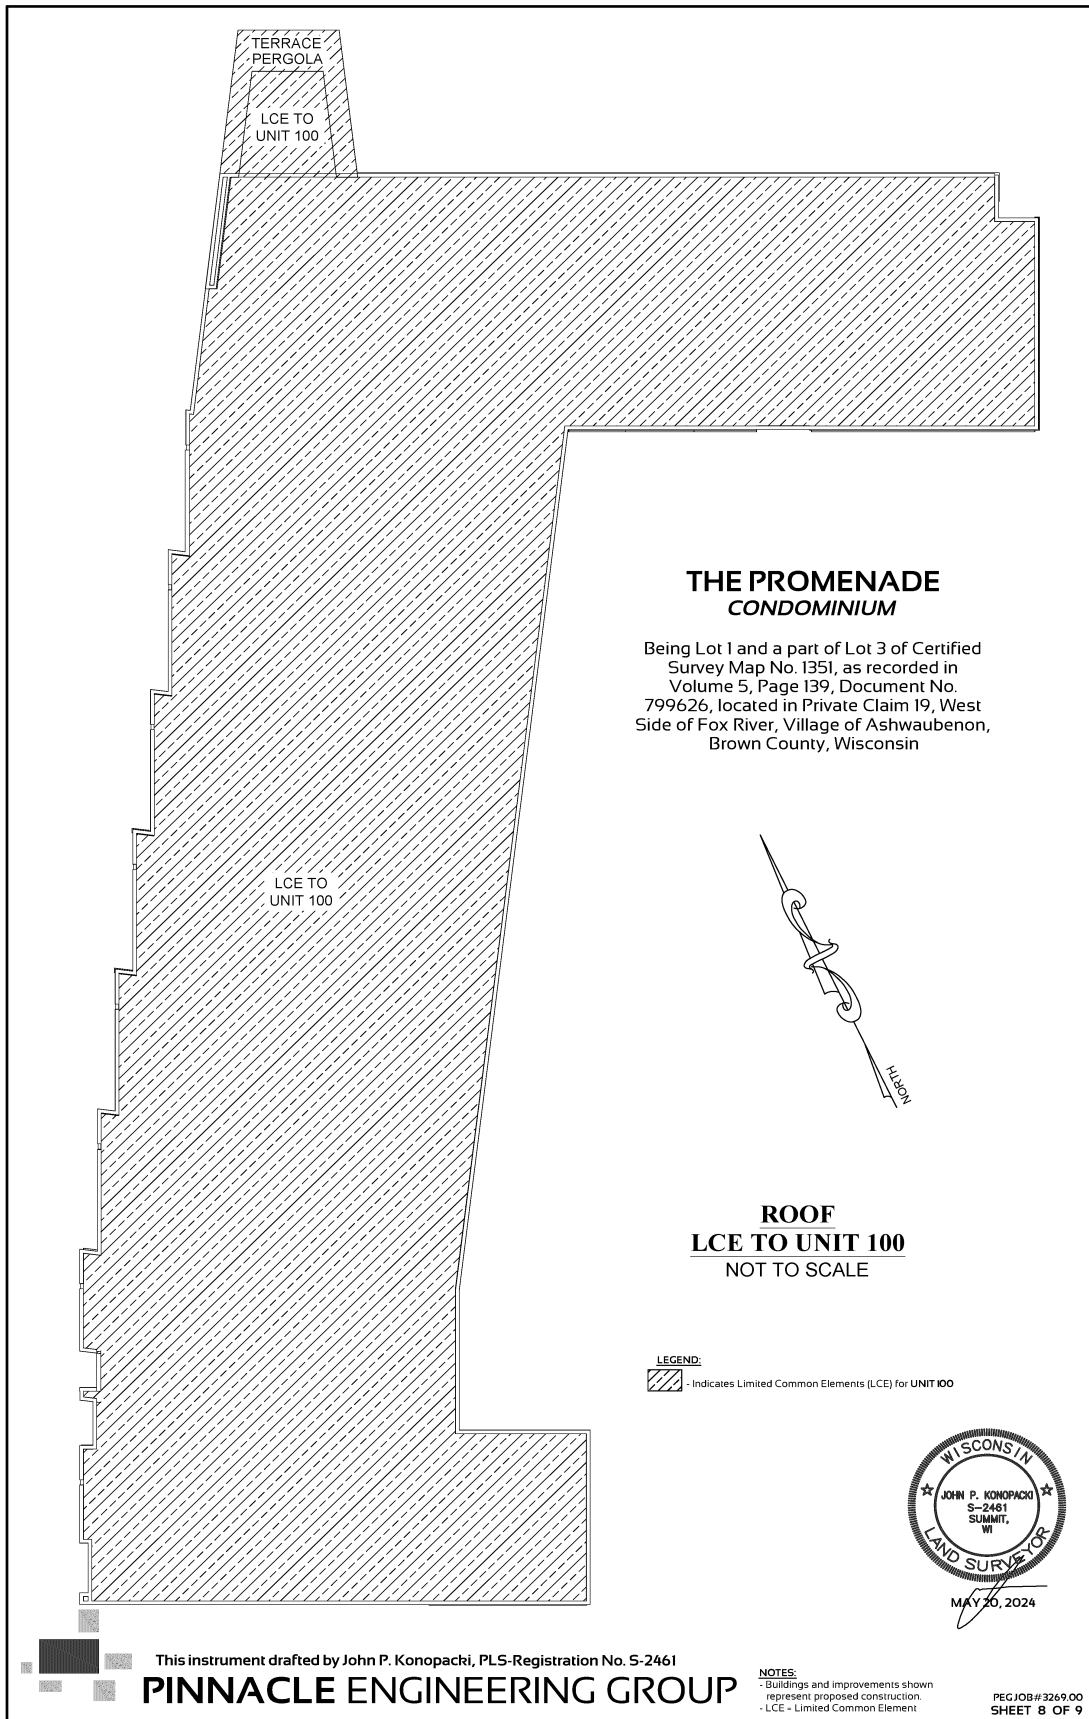 TERRACE
PERGOLA
LCE TO
UNIT 100
THE PROMENADE
CONDOMINIUM
Being Lot 1 and a part of Lot 3 of Certified
Survey Map No. 1351, as recorded in
Volume 5, Page 139, Document No.
799626, located in Private Claim 19, West
Side of Fox River, Village of Ashwaubenon,
Brown County, Wisconsin
LCE TO
UNIT 100
NORTH
ROOF
LCE TO UNIT 100
NOT TO SCALE
LEGEND:
- Indicates Limited Common Elements (LCE) for UNIT 100
WISCONSIN
JOHN P. KONOPACKI
S-2461
SUMMIT,
WI
LAND SURVEYOR
MAY 20, 2024
This instrument drafted by John P. Konopacki, PLS-Registration No. S-2461
PINNACLE ENGINEERING GROUP
NOTES:
- Buildings and improvements shown
represent proposed construction.
- LCE - Limited Common Element
PEG JOB#3269.00
SHEET 8 OF 9